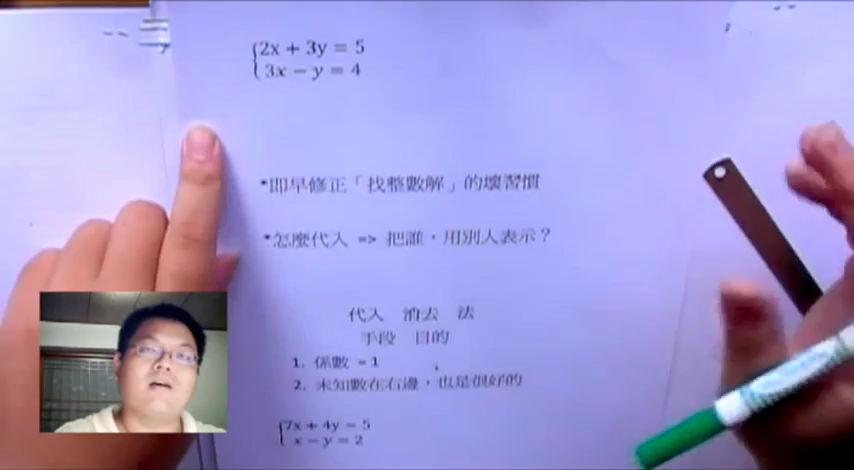 2x + 3y = 5
3x − y = 4
*即早修正「找整數解」的壞習慣
*怎麼代入 => 把誰，用別人表示？
代入 消去 法
手段 目的
1. 係數 = 1
2. 未知數在右邊，也是很好的
7x + 4y = 5
x − y = 2